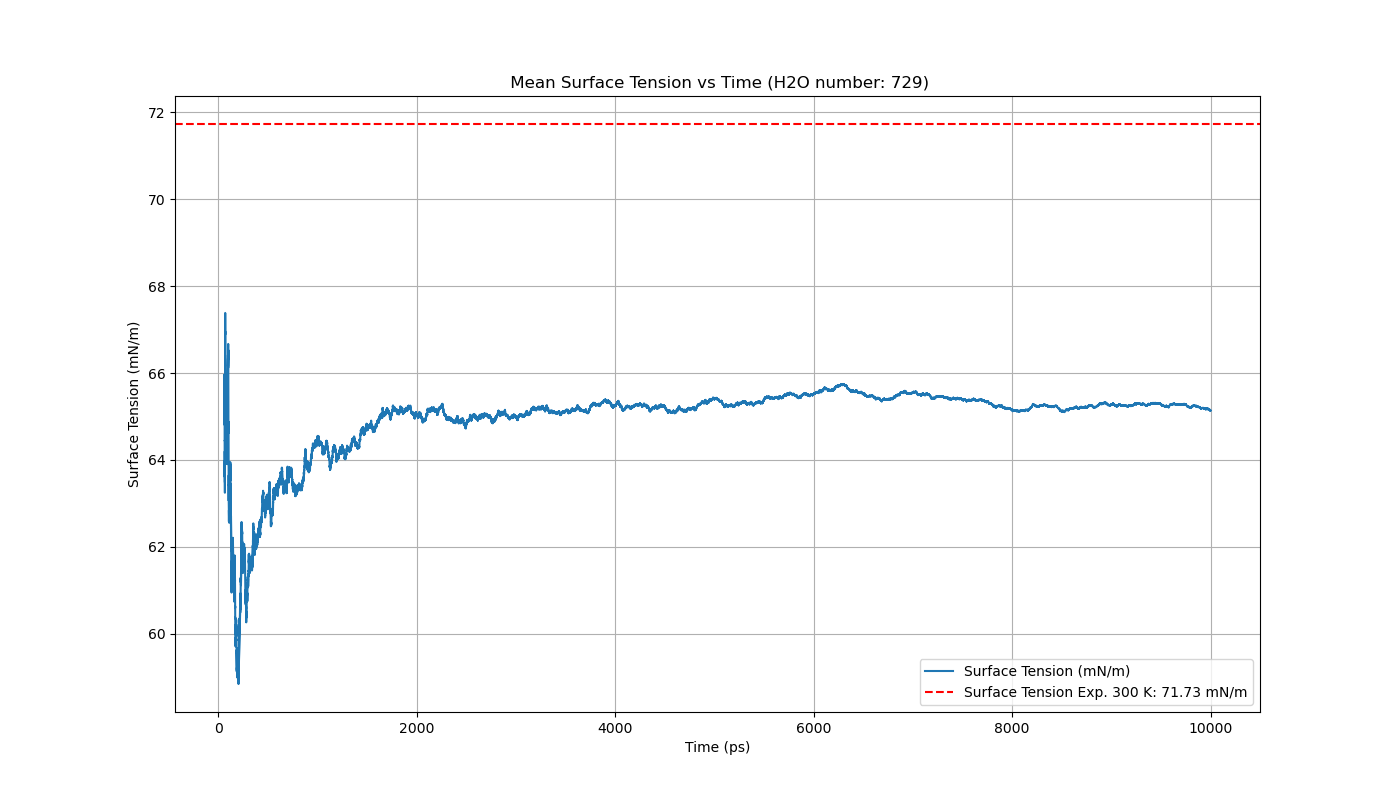 Mean Surface Tension vs Time (H2O number: 729)
72
70
68
66
64
62
60
Surface Tension (mN/m)
0
2000
4000
6000
8000
10000
Time (ps)
Surface Tension (mN/m)
Surface Tension Exp. 300 K: 71.73 mN/m